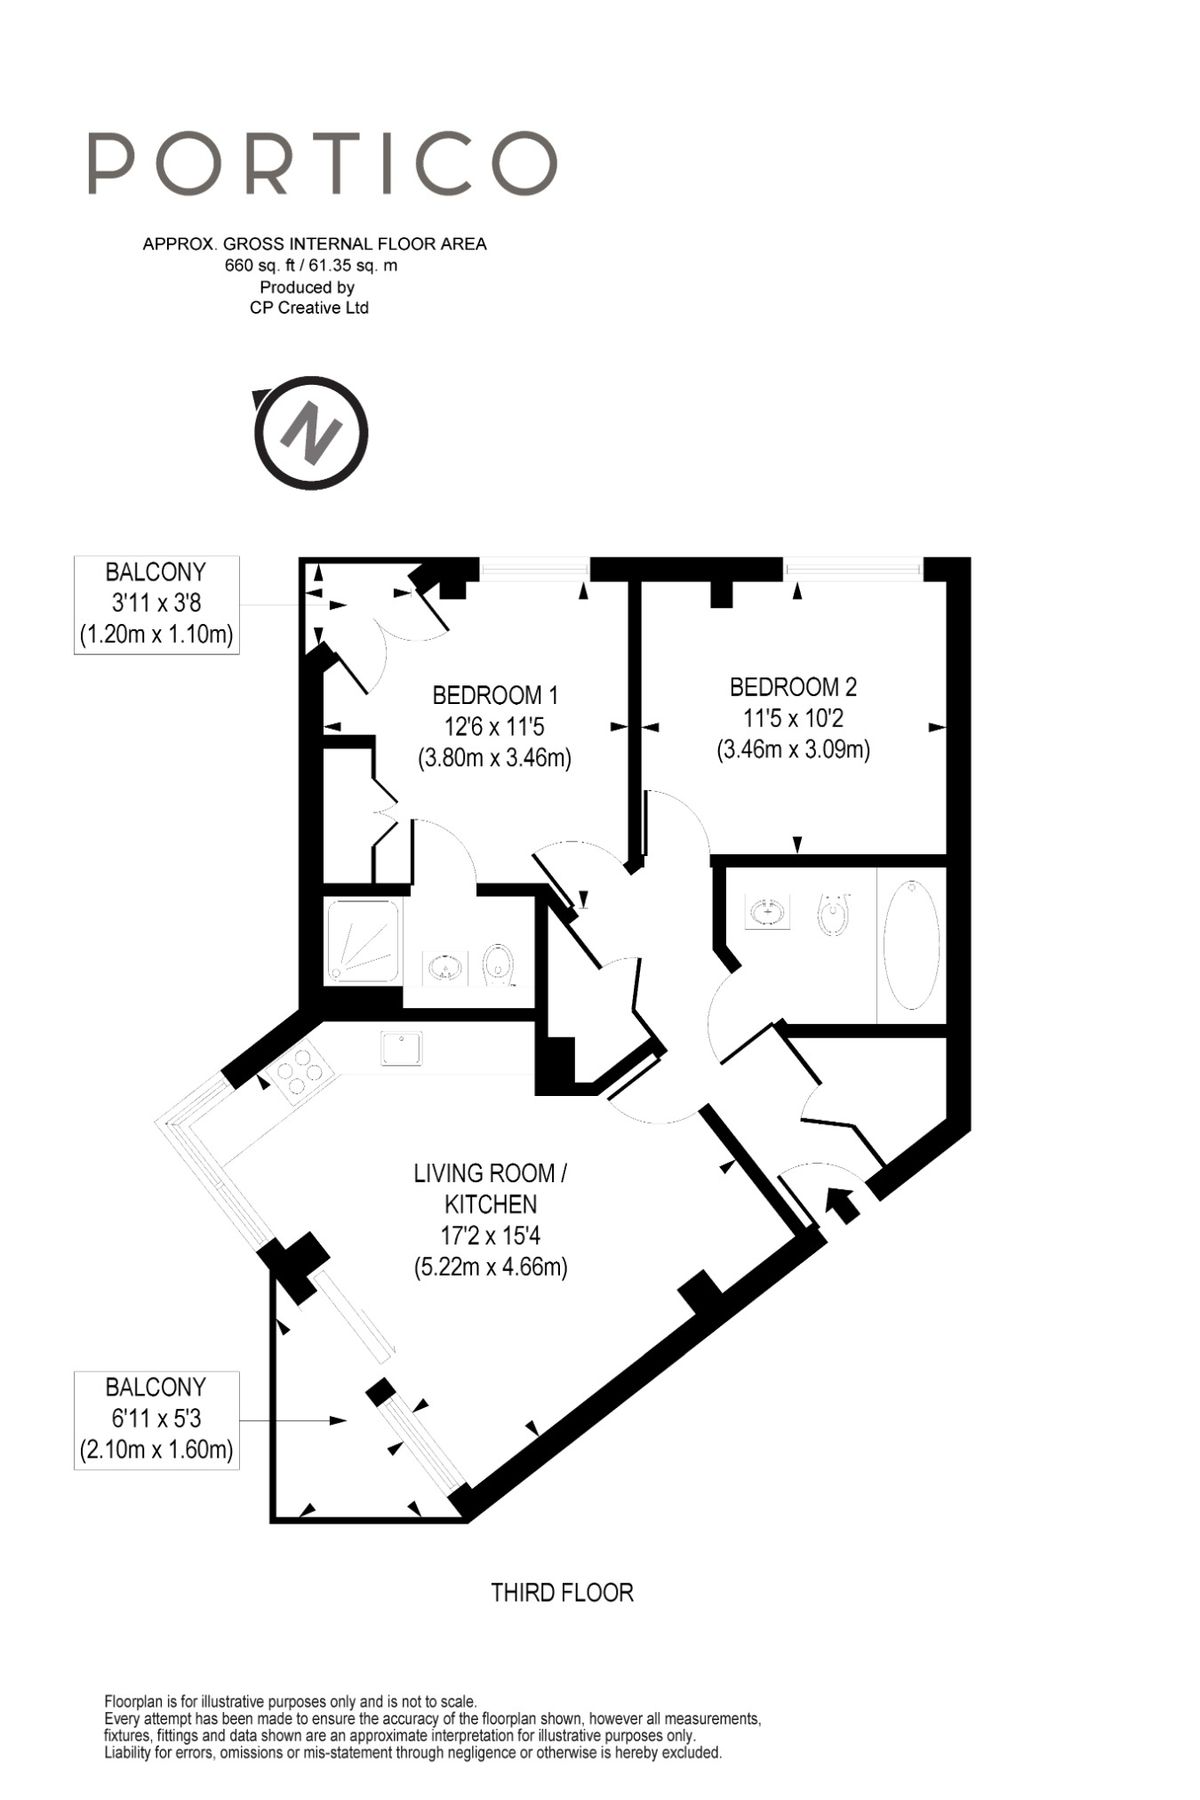 PORTICO
APPROX. GROSS INTERNAL FLOOR AREA
660 sq. ft / 61.35 sq. m
Produced by
CP Creative Ltd
N
BALCONY
3'11 x 3'8
(1.20m x 1.10m)
BEDROOM 1
12'6 x 11'5
(3.80m x 3.46m)
BEDROOM 2
11'5 x 10'2
(3.46m x 3.09m)
LIVING ROOM /
KITCHEN
17'2 x 15'4
(5.22m x 4.66m)
BALCONY
6'11 x 5'3
(2.10m x 1.60m)
THIRD FLOOR
Floorplan is for illustrative purposes only and is not to scale.
Every attempt has been made to ensure the accuracy of the floorplan shown, however all measurements,
fixtures, fittings and data shown are an approximate interpretation for illustrative purposes only.
Liability for errors, omissions or mis-statement through negligence or otherwise is hereby excluded.